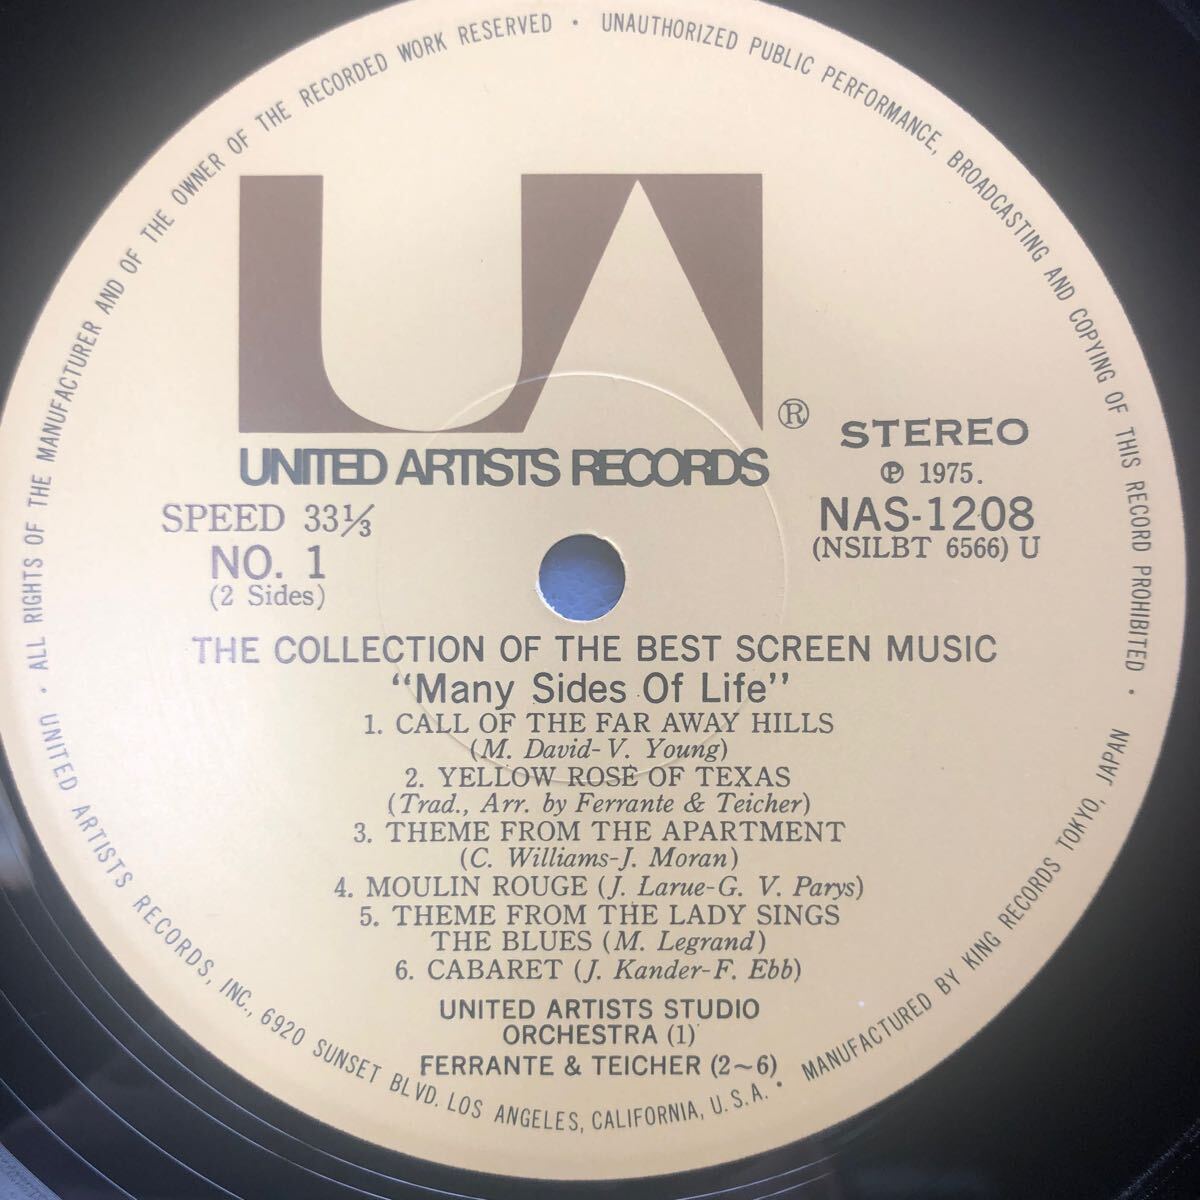 UA
®
UNITED ARTISTS RECORDS
STEREO
℗ 1975.
NAS-1208
(NSILBT 6566) U
SPEED 33⅓
NO. 1
(2 Sides)
THE COLLECTION OF THE BEST SCREEN MUSIC
"Many Sides Of Life"
1. CALL OF THE FAR AWAY HILLS
(M. David-V. Young)
2. YELLOW ROSE OF TEXAS
(Trad., Arr. by Ferrante & Teicher)
3. THEME FROM THE APARTMENT
(C. Williams-J. Moran)
4. MOULIN ROUGE (J. Larue-G. V. Parys)
5. THEME FROM THE LADY SINGS
THE BLUES (M. Legrand)
6. CABARET (J. Kander-F. Ebb)
UNITED ARTISTS STUDIO
ORCHESTRA (1)
FERRANTE & TEICHER (2~6)
• ALL RIGHTS OF THE MANUFACTURER AND OF THE OWNER OF THE RECORDED WORK RESERVED • UNAUTHORIZED PUBLIC PERFORMANCE, BROADCASTING AND COPYING OF THIS RECORD PROHIBITED •
UNITED ARTISTS RECORDS, INC., 6920 SUNSET BLVD. LOS ANGELES, CALIFORNIA, U.S.A. • MANUFACTURED BY KING RECORDS TOKYO, JAPAN